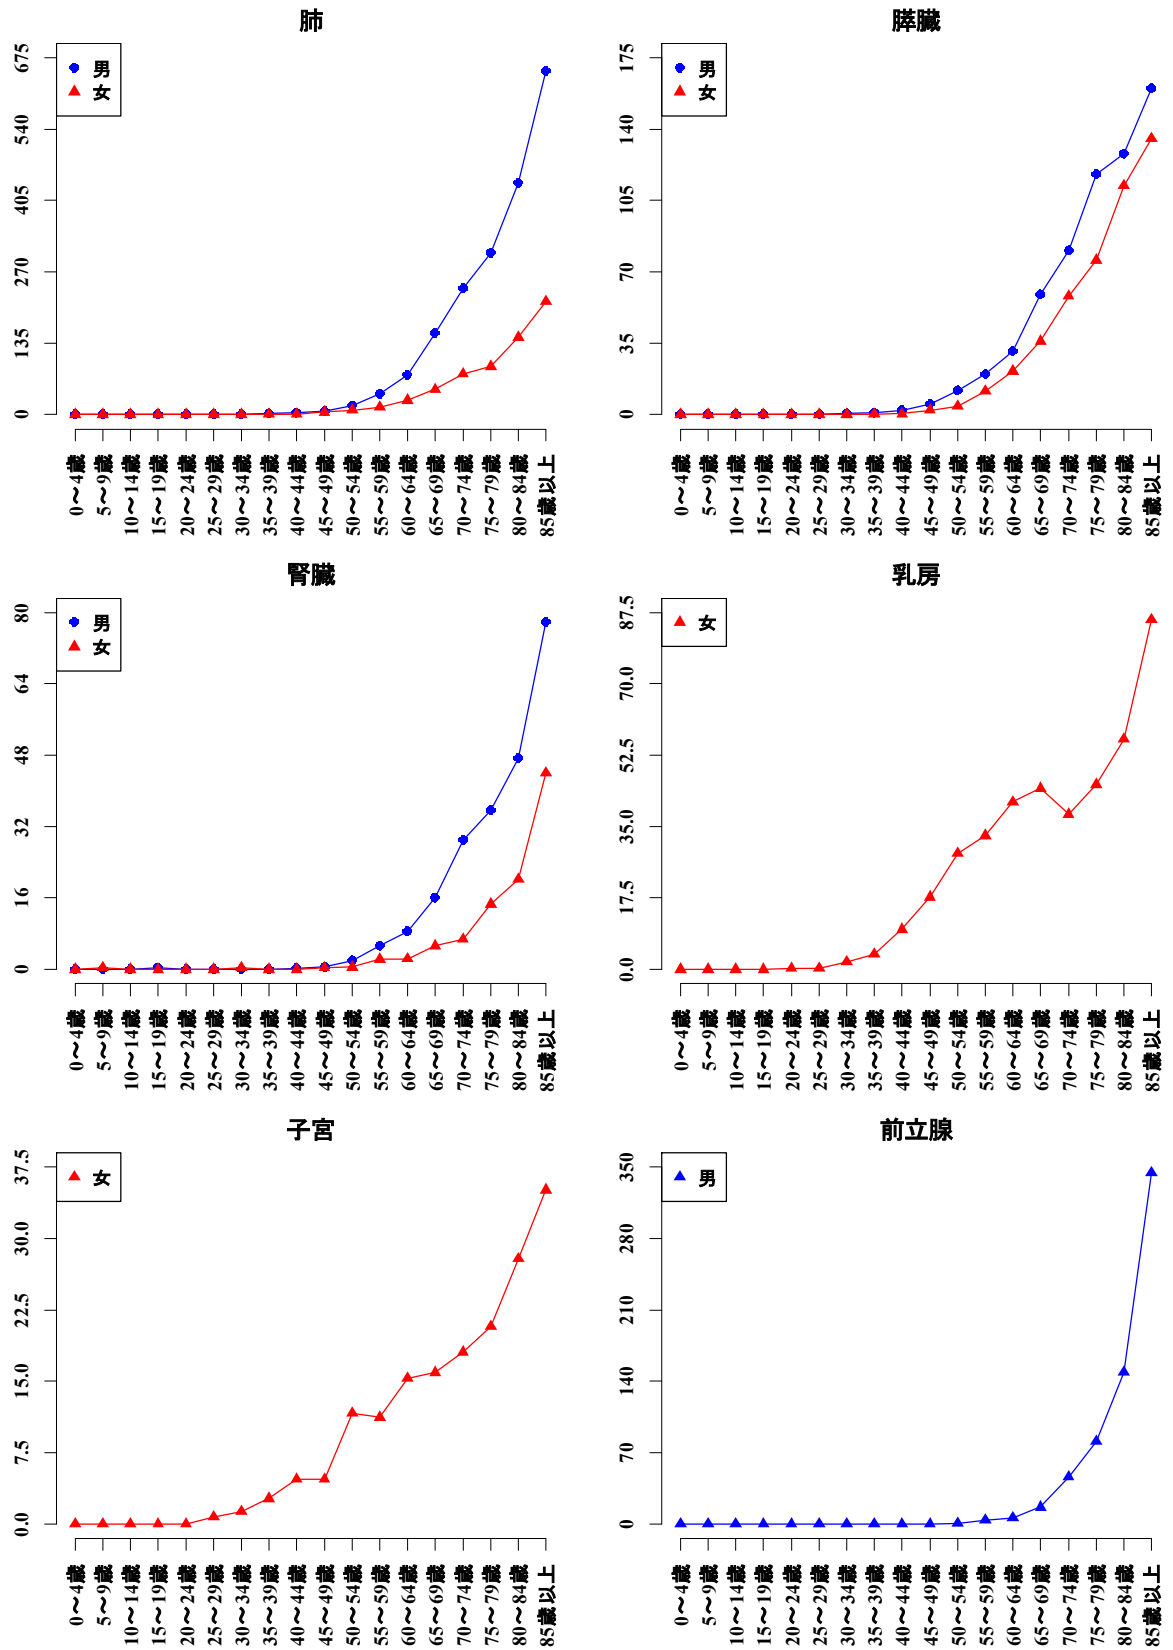 肺
675
540
405
270
135
0
男
女
0～4歳
5～9歳
10～14歳
15～19歳
20～24歳
25～29歳
30～34歳
35～39歳
40～44歳
45～49歳
50～54歳
55～59歳
60～64歳
65～69歳
70～74歳
75～79歳
80～84歳
85歳以上
膵臓
175
140
105
70
35
0
男
女
0～4歳
5～9歳
10～14歳
15～19歳
20～24歳
25～29歳
30～34歳
35～39歳
40～44歳
45～49歳
50～54歳
55～59歳
60～64歳
65～69歳
70～74歳
75～79歳
80～84歳
85歳以上
腎臓
80
64
48
32
16
0
男
女
0～4歳
5～9歳
10～14歳
15～19歳
20～24歳
25～29歳
30～34歳
35～39歳
40～44歳
45～49歳
50～54歳
55～59歳
60～64歳
65～69歳
70～74歳
75～79歳
80～84歳
85歳以上
乳房
87.5
70.0
52.5
35.0
17.5
0.0
女
0～4歳
5～9歳
10～14歳
15～19歳
20～24歳
25～29歳
30～34歳
35～39歳
40～44歳
45～49歳
50～54歳
55～59歳
60～64歳
65～69歳
70～74歳
75～79歳
80～84歳
85歳以上
子宮
37.5
30.0
22.5
15.0
7.5
0.0
女
0～4歳
5～9歳
10～14歳
15～19歳
20～24歳
25～29歳
30～34歳
35～39歳
40～44歳
45～49歳
50～54歳
55～59歳
60～64歳
65～69歳
70～74歳
75～79歳
80～84歳
85歳以上
前立腺
350
280
210
140
70
0
男
0～4歳
5～9歳
10～14歳
15～19歳
20～24歳
25～29歳
30～34歳
35～39歳
40～44歳
45～49歳
50～54歳
55～59歳
60～64歳
65～69歳
70～74歳
75～79歳
80～84歳
85歳以上